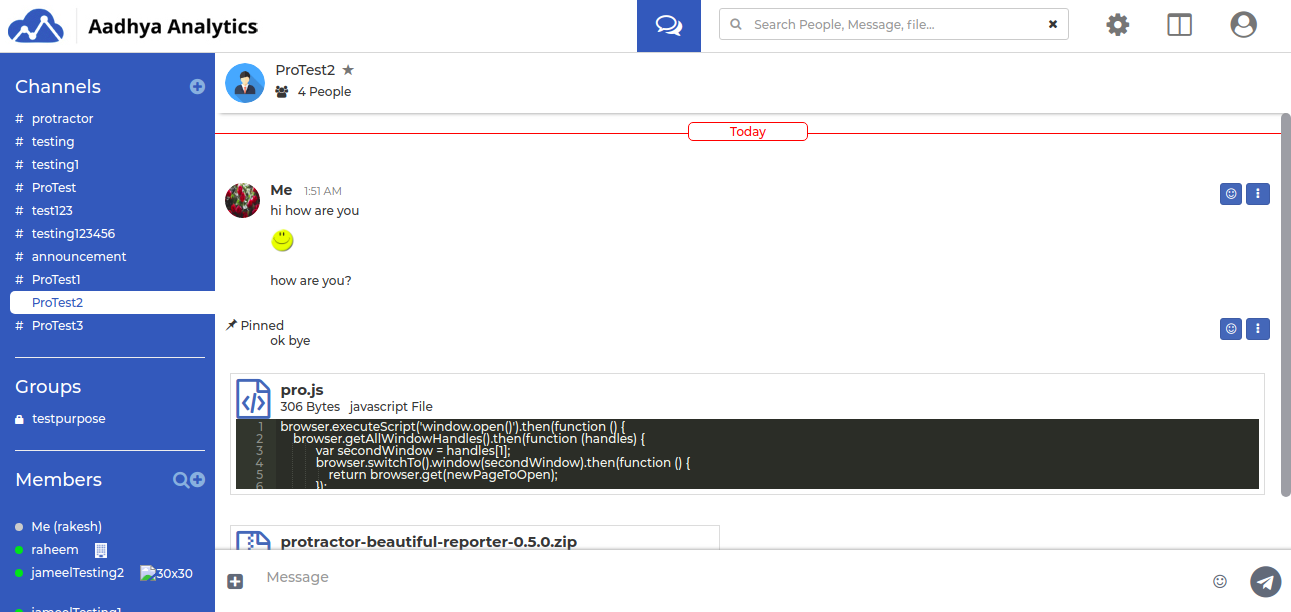 Aadhya Analytics
Search People, Message, file...
Channels
# protractor
# testing
# testing1
# ProTest
# test123
# testing123456
# announcement
# ProTest1
ProTest2
# ProTest3
Groups
testpurpose
Members
Me (rakesh)
raheem
jameelTesting2 30x30
jameelTesting1
ProTest2
4 People
Today
Me 1:51 AM
hi how are you
how are you?
Pinned
ok bye
pro.js
306 Bytes javascript File
1 browser.executeScript('window.open()').then(function () {
2 browser.getAllWindowHandles().then(function (handles) {
3 var secondWindow = handles[1];
4 browser.switchTo().window(secondWindow).then(function () {
5 return browser.get(newPageToOpen);
6 });
protractor-beautiful-reporter-0.5.0.zip
Message